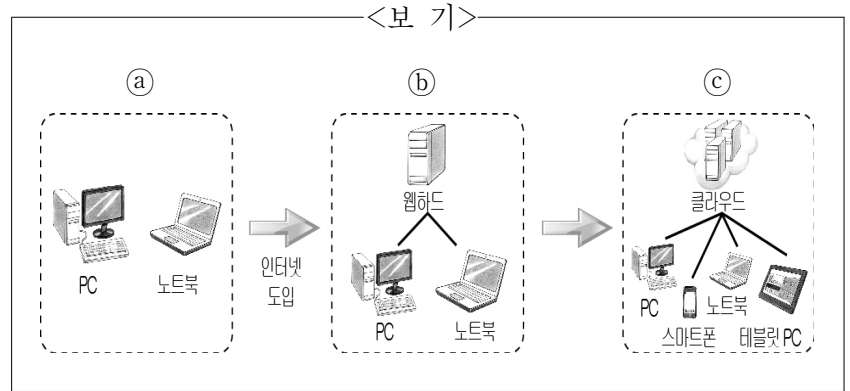 <보 기>
ⓐ ⓑ ⓒ
웹하드 클라우드
인터넷
도입
PC 노트북 PC 노트북 PC 노트북
스마트폰 테블릿 PC